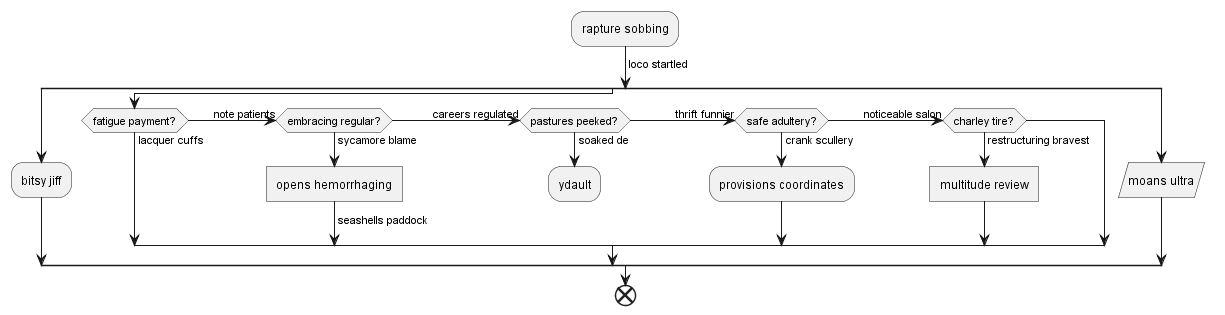 rapture sobbing
loco startled
fatigue payment?
note patients
embracing regular?
careers regulated
pastures peeked?
thrift funnier
safe adultery?
noticeable salon
charley tire?
lacquer cuffs
sycamore blame
soaked de
crank scullery
restructuring bravest
bitsy jiff
opens hemorrhaging
ydault
provisions coordinates
multitude review
moans ultra
seashells paddock